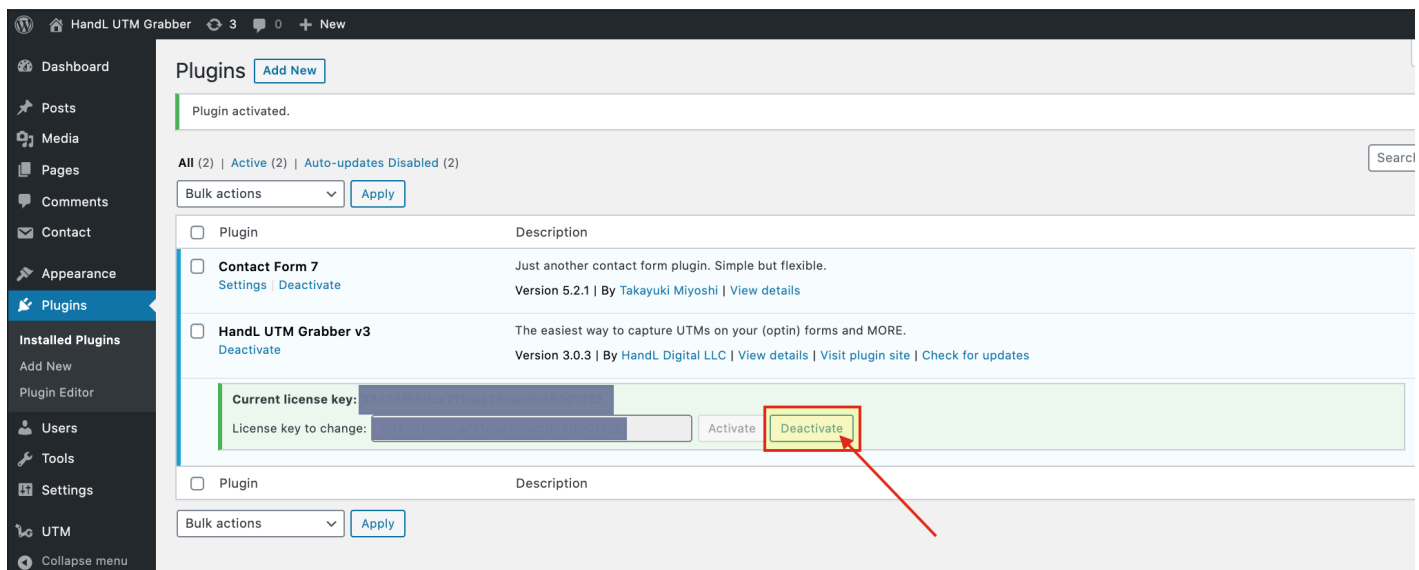 HandL UTM Grabber 3 0 New
Dashboard
Posts
Media
Pages
Comments
Contact
Appearance
Plugins
Installed Plugins
Add New
Plugin Editor
Users
Tools
Settings
UTM
Collapse menu
Plugins Add New
Plugin activated.
All (2) | Active (2) | Auto-updates Disabled (2)
Search
Bulk actions Apply
Plugin Description
Contact Form 7 Just another contact form plugin. Simple but flexible.
Settings | Deactivate Version 5.2.1 | By Takayuki Miyoshi | View details
HandL UTM Grabber v3 The easiest way to capture UTMs on your (optin) forms and MORE.
Deactivate Version 3.0.3 | By HandL Digital LLC | View details | Visit plugin site | Check for updates
Current license key:
License key to change: Activate Deactivate
Plugin Description
Bulk actions Apply